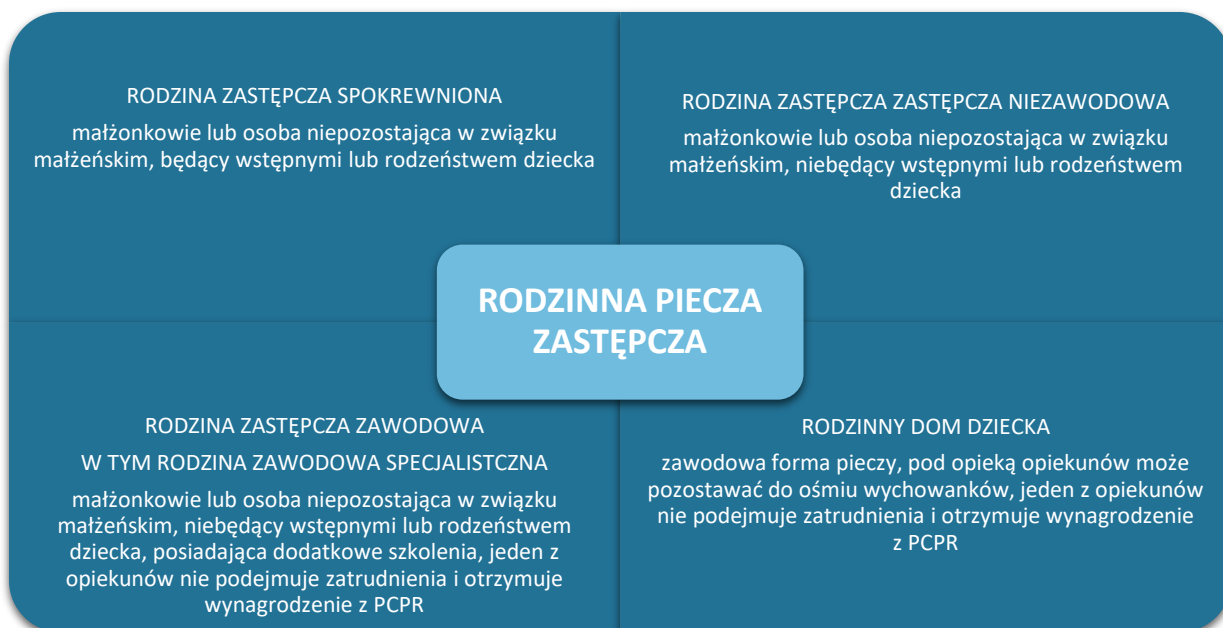 RODZINA ZASTĘPCZA SPOKREWNIONA
małżonkowie lub osoba niepozostająca w związku
małżeńskim, będący wstępnymi lub rodzeństwem dziecka
RODZINA ZASTĘPCZA ZASTĘPCZA NIEZAWODOWA
małżonkowie lub osoba niepozostająca w związku
małżeńskim, niebędący wstępnymi lub rodzeństwem
dziecka
RODZINNA PIECZA
ZASTĘPCZA
RODZINA ZASTĘPCZA ZAWODOWA
W TYM RODZINA ZAWODOWA SPECJALISTCZNA
małżonkowie lub osoba niepozostająca w związku
małżeńskim, niebędący wstępnymi lub rodzeństwem
dziecka, posiadająca dodatkowe szkolenia, jeden z
opiekunów nie podejmuje zatrudnienia i otrzymuje
wynagrodzenie z PCPR
RODZINNY DOM DZIECKA
zawodowa forma pieczy, pod opieką opiekunów może
pozostawać do ośmiu wychowanków, jeden z opiekunów
nie podejmuje zatrudnienia i otrzymuje wynagrodzenie
z PCPR